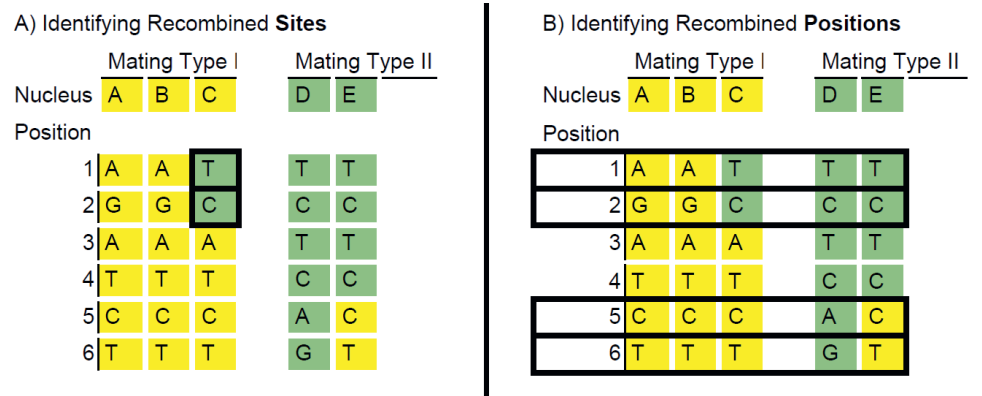 A) Identifying Recombined Sites
Mating Type I Mating Type II
Nucleus A B C D E
Position
1 A A T T T
2 G G C C C
3 A A A T T
4 T T T C C
5 C C C A C
6 T T T G T
B) Identifying Recombined Positions
Mating Type I Mating Type II
Nucleus A B C D E
Position
1 A A T T T
2 G G C C C
3 A A A T T
4 T T T C C
5 C C C A C
6 T T T G T